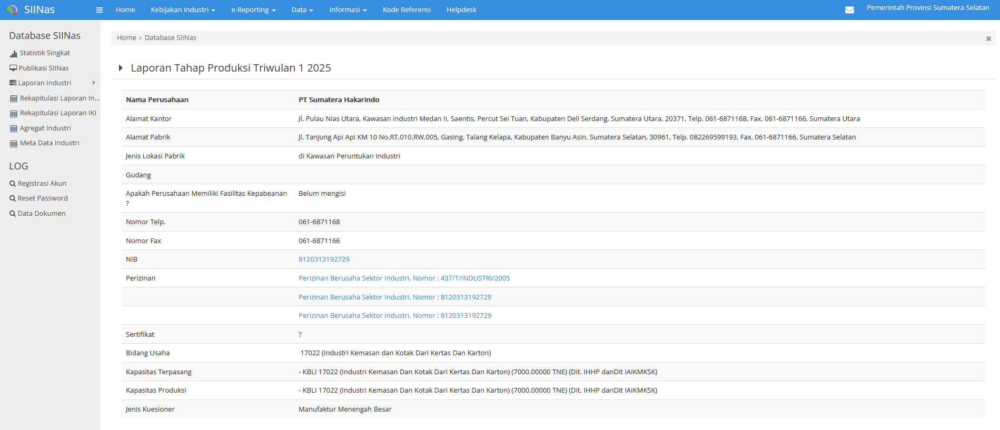 SIINas
Home
Kebijakan Industri
e-Reporting
Data
Informasi
Kode Referensi
Helpdesk
Pemerintah Provinsi Sumatera Selatan
Database SIINas
Statistik Singkat
Publikasi SIINas
Laporan Industri
Rekapitulasi Laporan In...
Rekapitulasi Laporan IKI
Agregat Industri
Meta Data Industri
LOG
Registrasi Akun
Reset Password
Data Dokumen
Home › Database SIINas
Laporan Tahap Produksi Triwulan 1 2025
Nama Perusahaan PT Sumatera Hakarindo
Alamat Kantor Jl. Pulau Nias Utara, Kawasan Industri Medan II, Saentis, Percut Sei Tuan, Kabupaten Deli Serdang, Sumatera Utara, 20371, Telp. 061-6871168, Fax. 061-6871166, Sumatera Utara
Alamat Pabrik Jl. Tanjung Api Api KM 10 No.RT.010.RW.005, Gasing, Talang Kelapa, Kabupaten Banyu Asin, Sumatera Selatan, 30961, Telp. 082269599193, Fax. 061-6871166, Sumatera Selatan
Jenis Lokasi Pabrik di Kawasan Peruntukan Industri
Gudang
Apakah Perusahaan Memiliki Fasilitas Kepabeanan Belum mengisi
?
Nomor Telp. 061-6871168
Nomor Fax 061-6871166
NIB 8120313192729
Perizinan Perizinan Berusaha Sektor Industri, Nomor : 437/T/INDUSTRI/2005
Perizinan Berusaha Sektor Industri, Nomor : 8120313192729
Perizinan Berusaha Sektor Industri, Nomor : 8120313192729
Sertifikat ?
Bidang Usaha 17022 (Industri Kemasan dan Kotak Dari Kertas Dan Karton)
Kapasitas Terpasang - KBLI 17022 (Industri Kemasan Dan Kotak Dari Kertas Dan Karton) (7000.00000 TNE) (Dit. IHHP danDit IAIKMKSK)
Kapasitas Produksi - KBLI 17022 (Industri Kemasan Dan Kotak Dari Kertas Dan Karton) (7000.00000 TNE) (Dit. IHHP danDit IAIKMKSK)
Jenis Kuesioner Manufaktur Menengah Besar